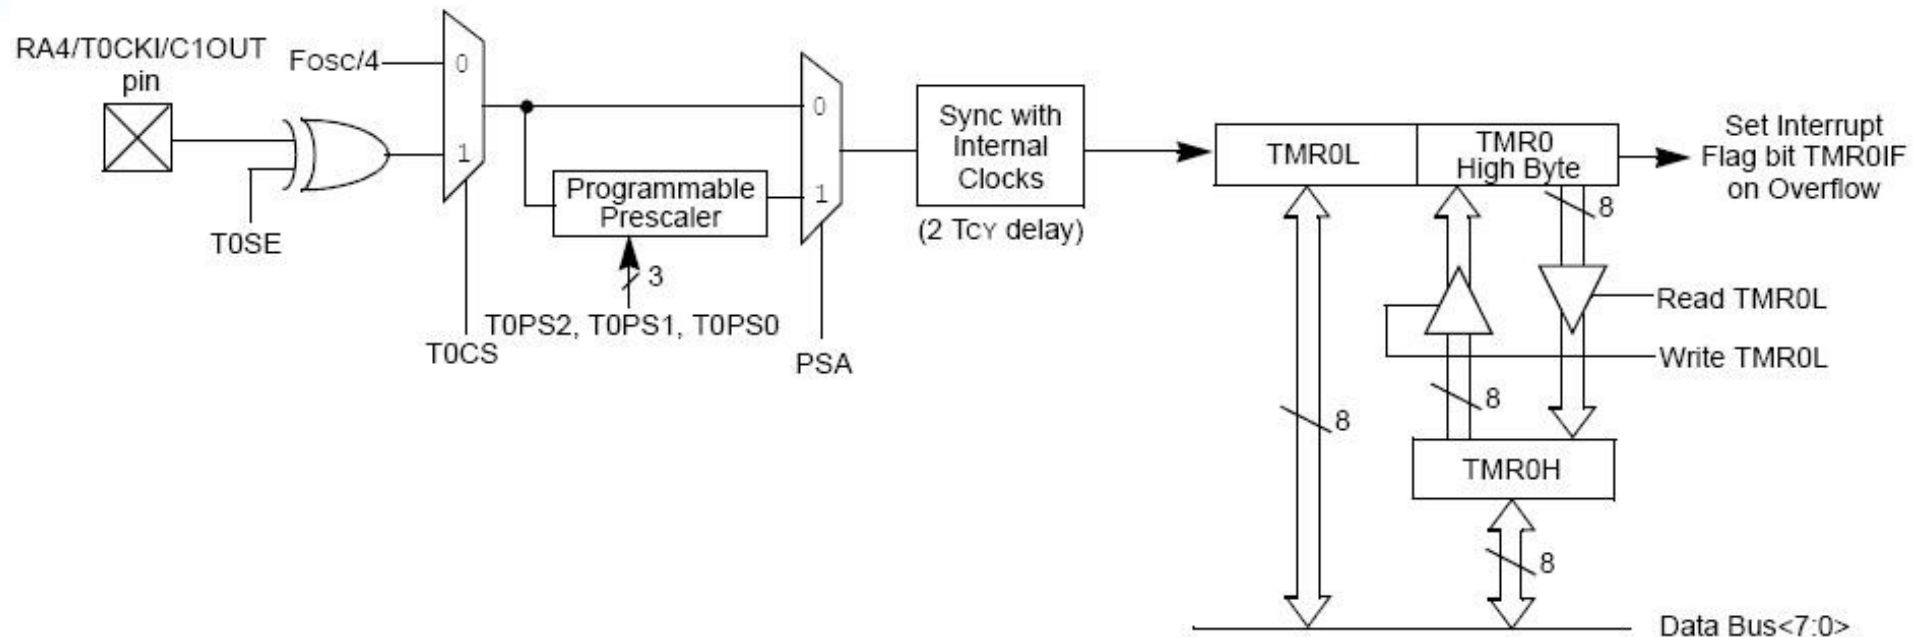 RA4/T0CKI/C1OUT
pin
Fosc/4
0
1
T0SE
T0CS
Programmable
Prescaler
3
T0PS2, T0PS1, T0PS0
0
1
PSA
Sync with
Internal
Clocks
(2 TCY delay)
TMR0L
TMR0
High Byte
Set Interrupt
Flag bit TMR0IF
on Overflow
8
Read TMR0L
Write TMR0L
8
8
TMR0H
8
Data Bus<7:0>